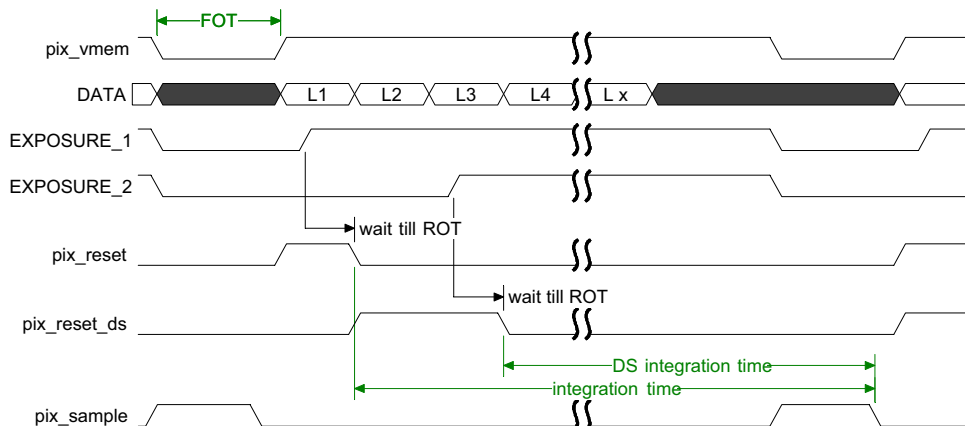 FOT
pix_vmem
DATA L1 L2 L3 L4 L x
EXPOSURE_1
EXPOSURE_2
wait till ROT
pix_reset
wait till ROT
pix_reset_ds
DS integration time
integration time
pix_sample